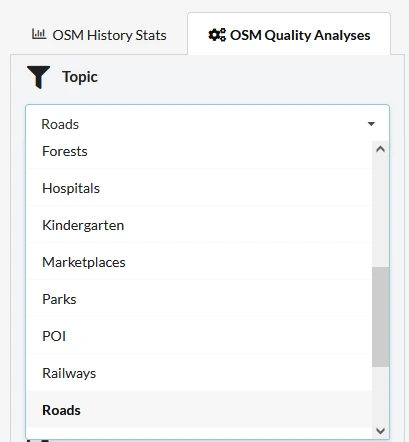 OSM History Stats
OSM Quality Analyses
Topic
Roads
Forests
Hospitals
Kindergarten
Marketplaces
Parks
POI
Railways
Roads